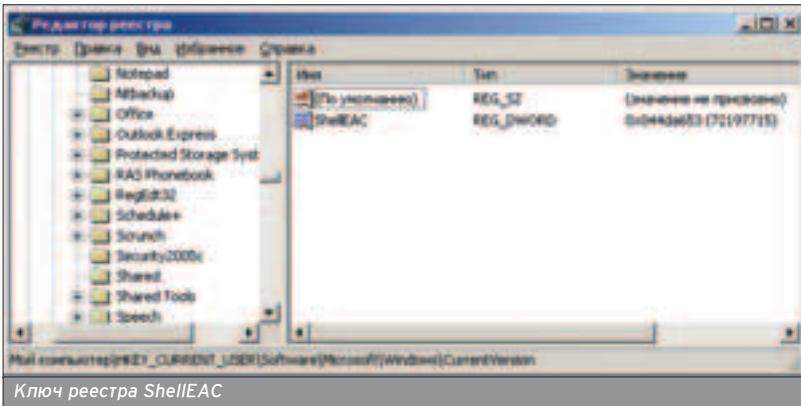 Редактор реестра
Реестр Правка Вид Избранное Справка
Notepad
Ntbackup
Office
Outlook Express
Protected Storage Syst
RAS Phonebook
RegEdt32
Schedule+
Scrunch
Security2005c
Shared
Shared Tools
Speech
Имя Тип Значение
(По умолчанию) REG_SZ (значение не присвоено)
ShellEAC REG_DWORD
Мой компьютер\HKEY_CURRENT_USER\Software\Microsoft\Windows\CurrentVersion
Ключ реестра ShellEAC